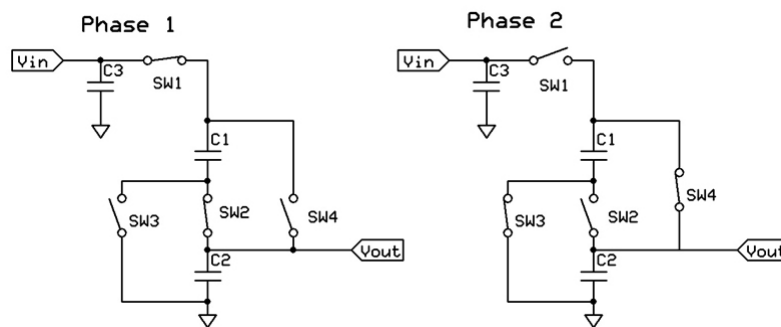 Phase 1
Phase 2
Vin
C3
SW1
C1
SW3
SW2
SW4
C2
Vout
Vin
C3
SW1
C1
SW4
SW3
SW2
C2
Vout